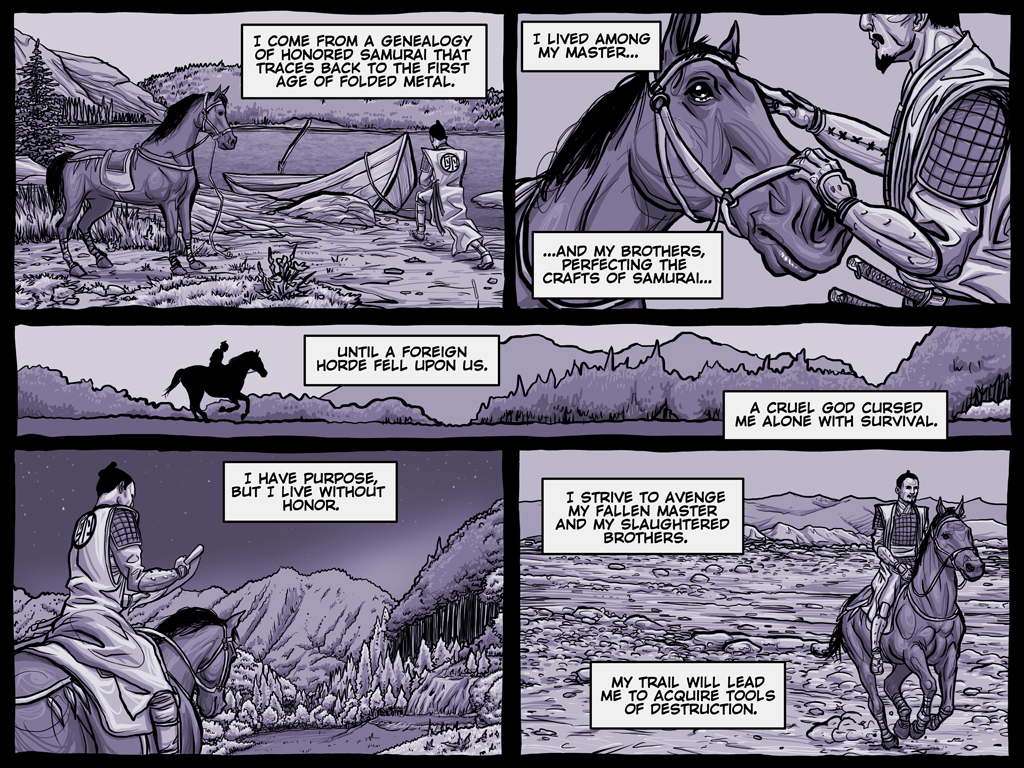 I COME FROM A GENEALOGY
OF HONORED SAMURAI THAT
TRACES BACK TO THE FIRST
AGE OF FOLDED METAL.
I LIVED AMONG
MY MASTER...
...AND MY BROTHERS,
PERFECTING THE
CRAFTS OF SAMURAI...
UNTIL A FOREIGN
HORDE FELL UPON US.
A CRUEL GOD CURSED
ME ALONE WITH SURVIVAL.
I HAVE PURPOSE,
BUT I LIVE WITHOUT
HONOR.
I STRIVE TO AVENGE
MY FALLEN MASTER
AND MY SLAUGHTERED
BROTHERS.
MY TRAIL WILL LEAD
ME TO ACQUIRE TOOLS
OF DESTRUCTION.